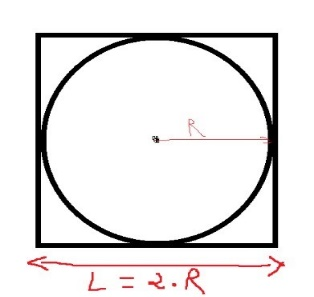 R
L = 2.R